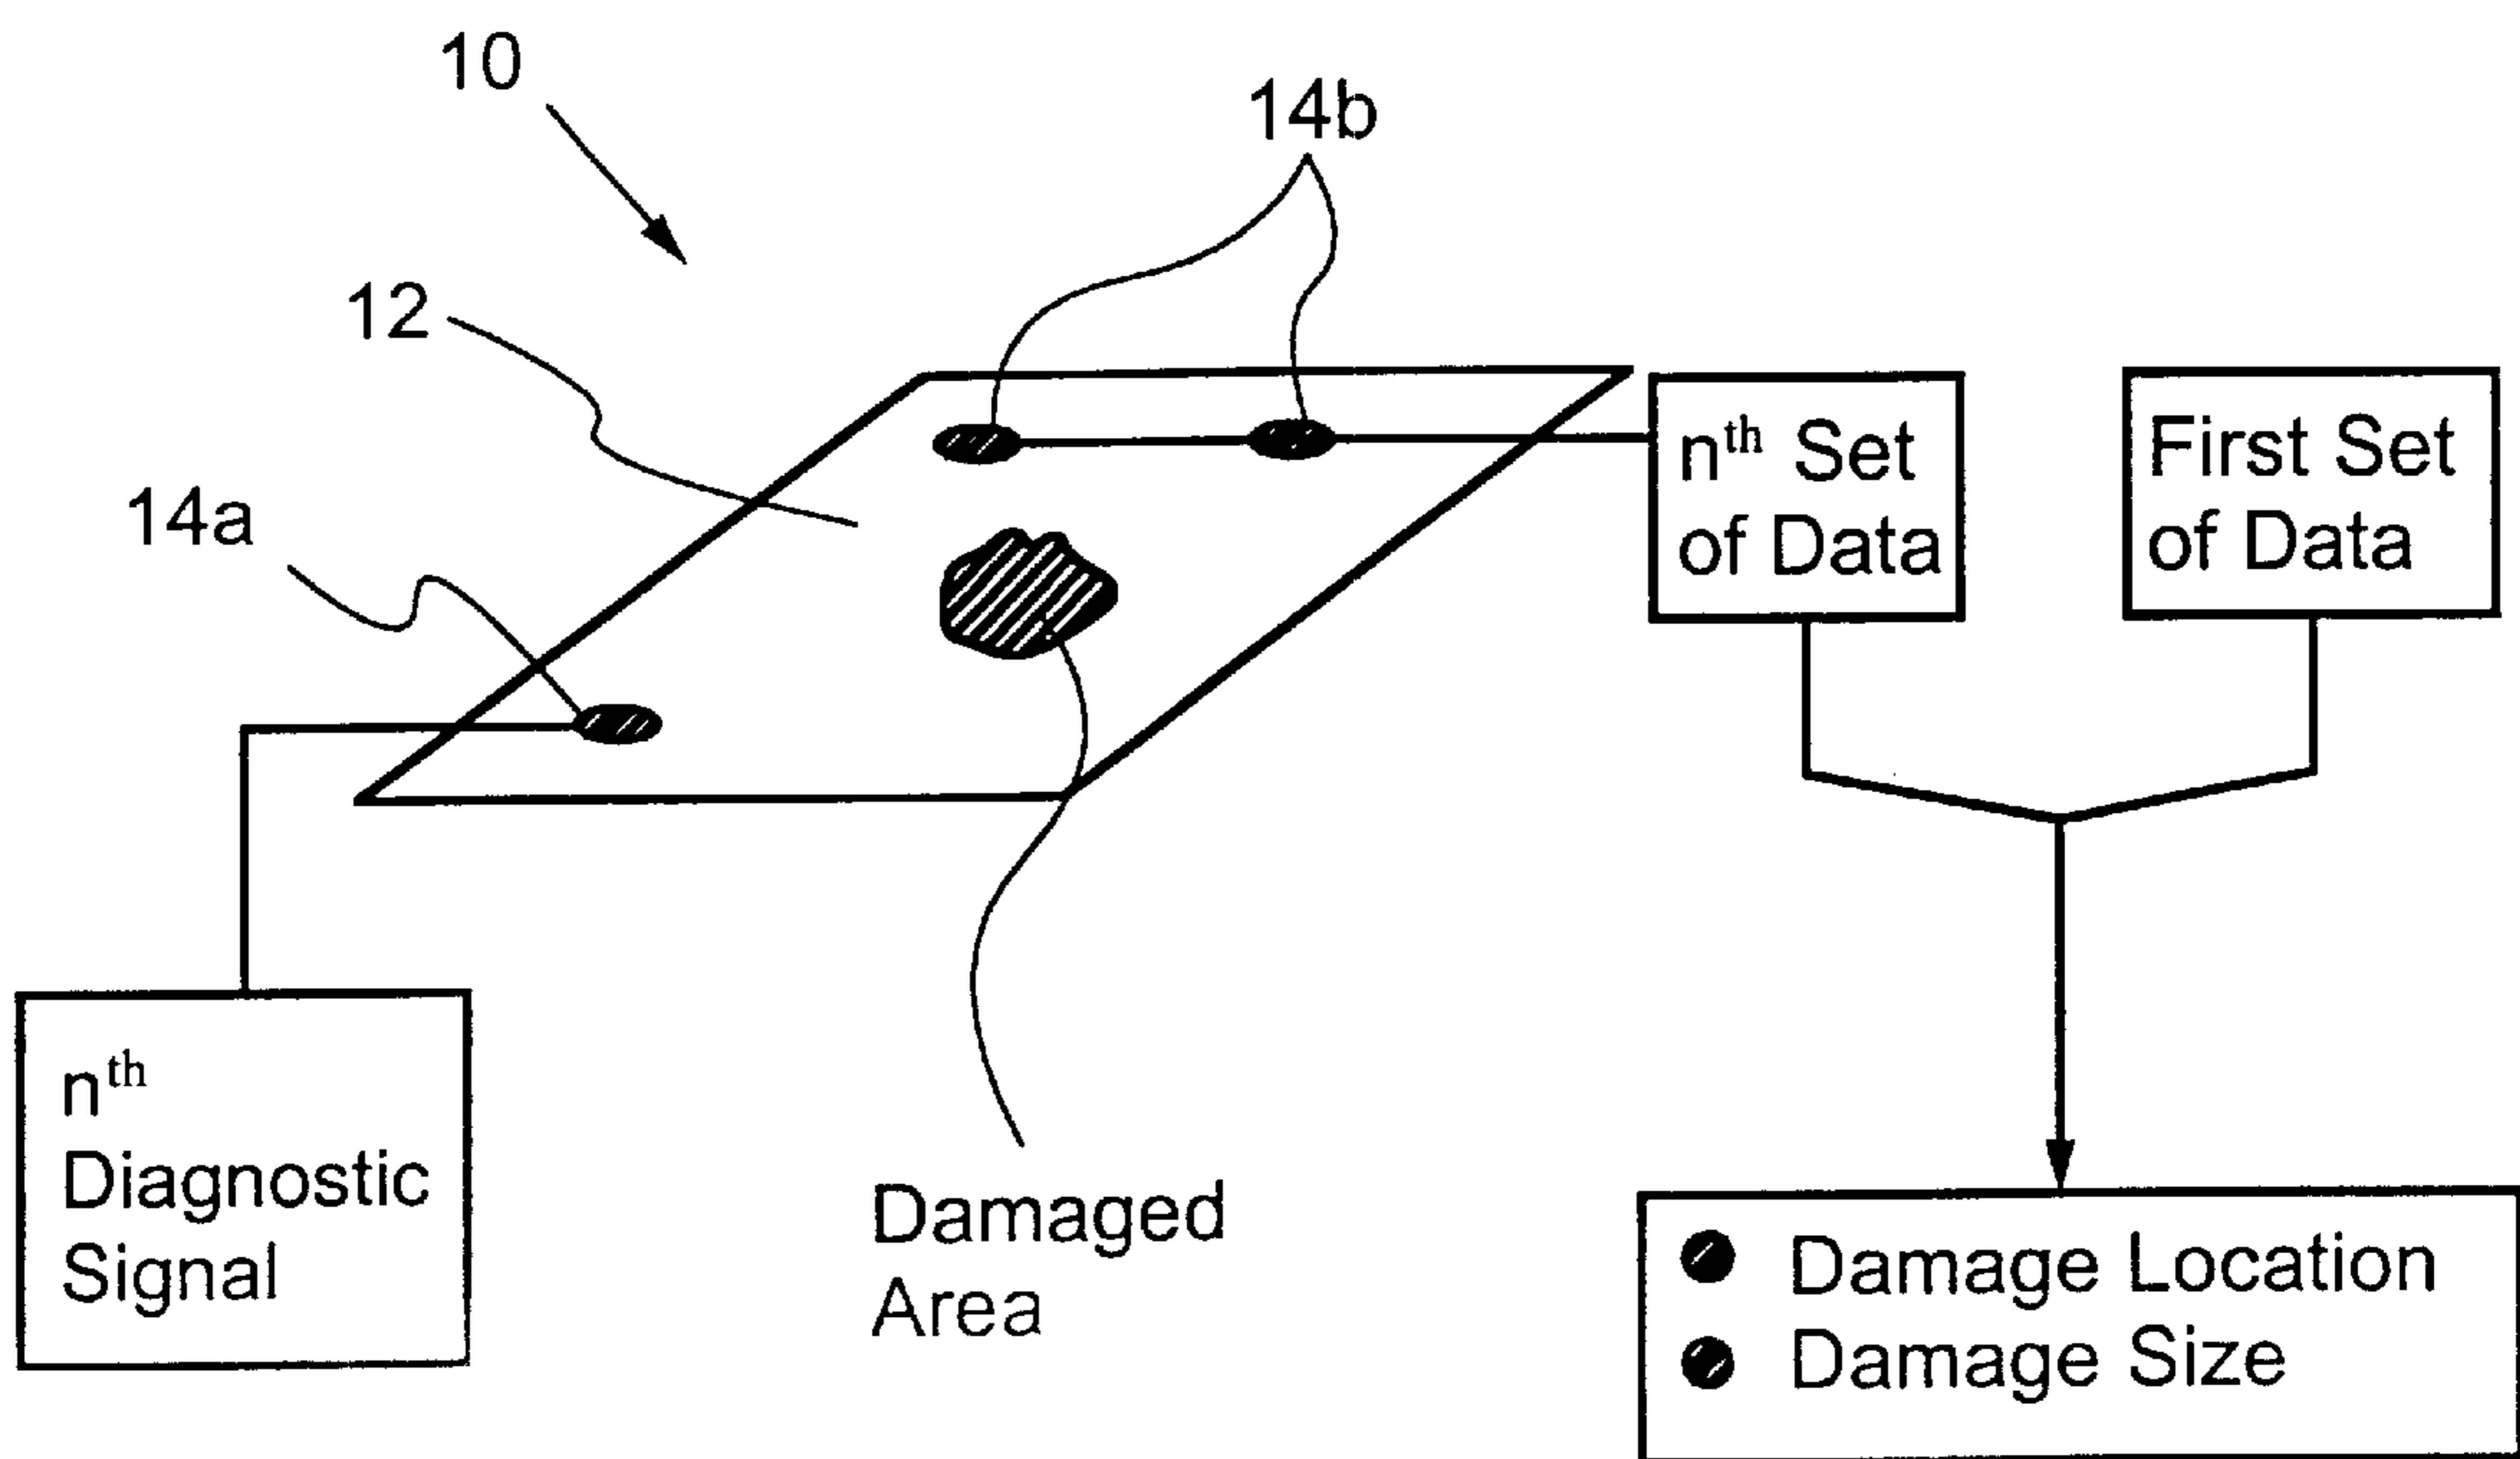 10
14b
12
14a
nth Set
of Data
First Set
of Data
nth
Diagnostic
Signal
Damaged
Area
Damage Location
Damage Size